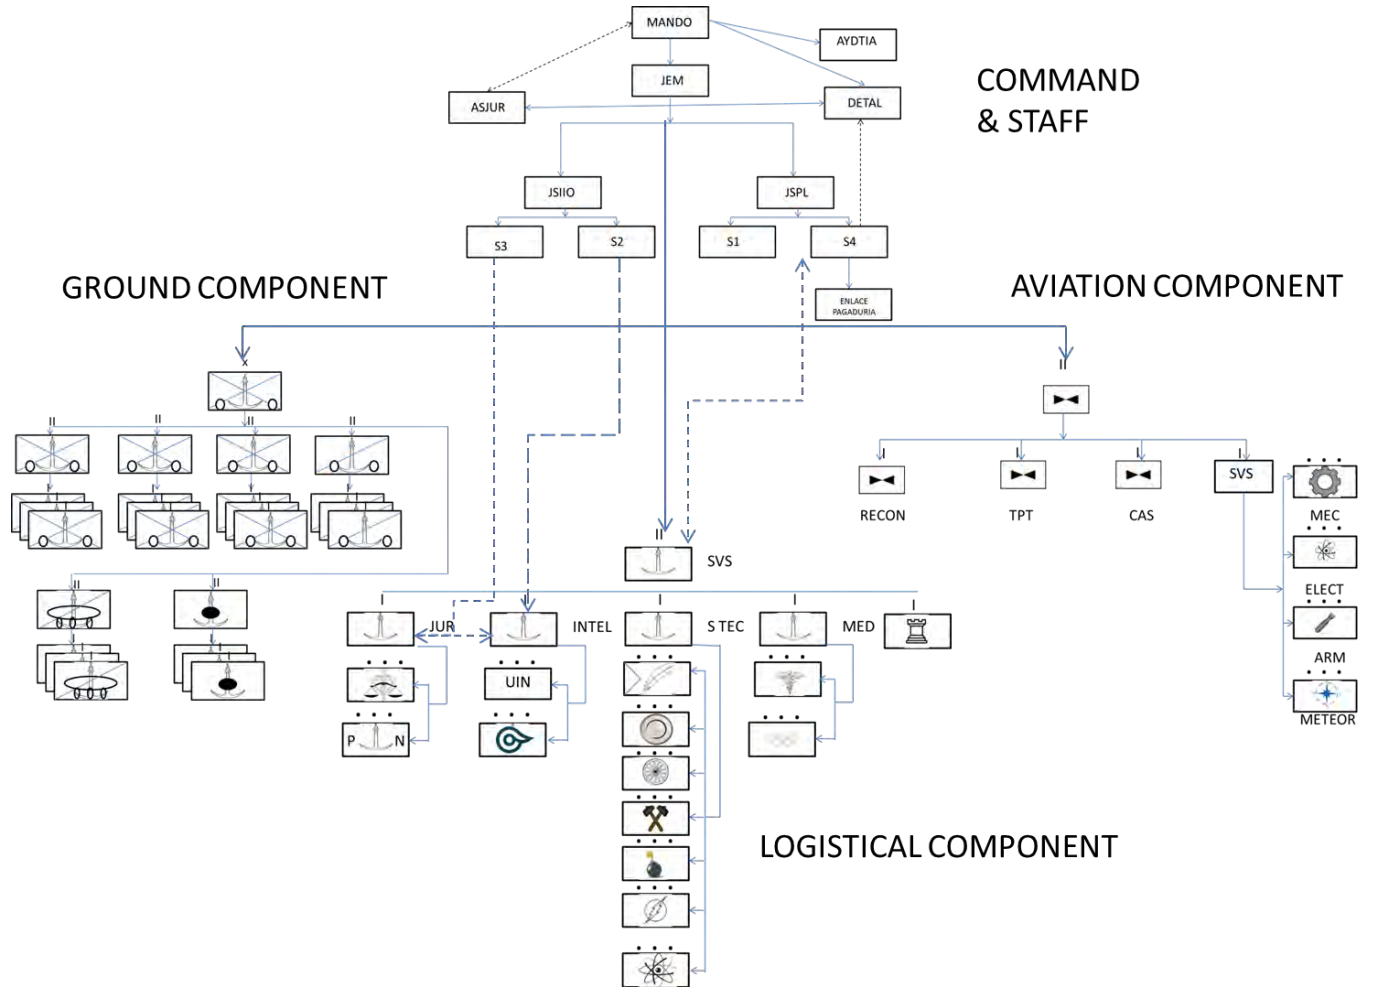 MANDO
AYDTIA
JEM
COMMAND
& STAFF
ASJUR
DETAL
JSIIO
JSPL
S3
S2
S1
S4
GROUND COMPONENT
AVIATION COMPONENT
ENLACE
PAGADURIA
X
II
II
II
II
II
I
I
I
I
SVS
RECON
TPT
CAS
MEC
I
I
I
I
II
SVS
ELECT
II
II
I
I
I
I
I
JUR
INTEL
S TEC
MED
ARM
I
I
UIN
METEOR
P
N
LOGISTICAL COMPONENT